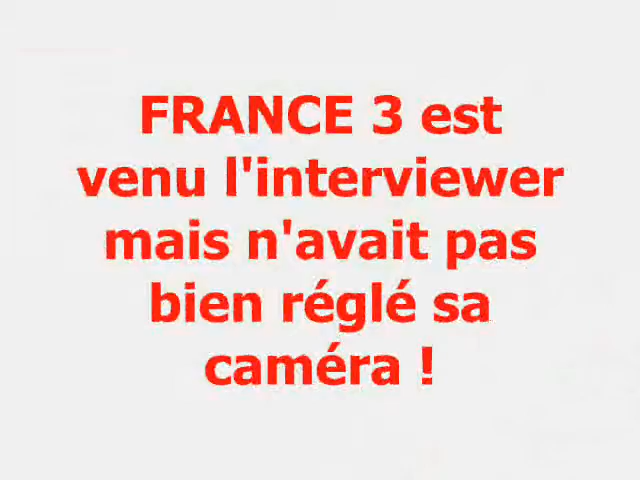 FRANCE 3 est
venu l'interviewer
mais n'avait pas
bien réglé sa
caméra !